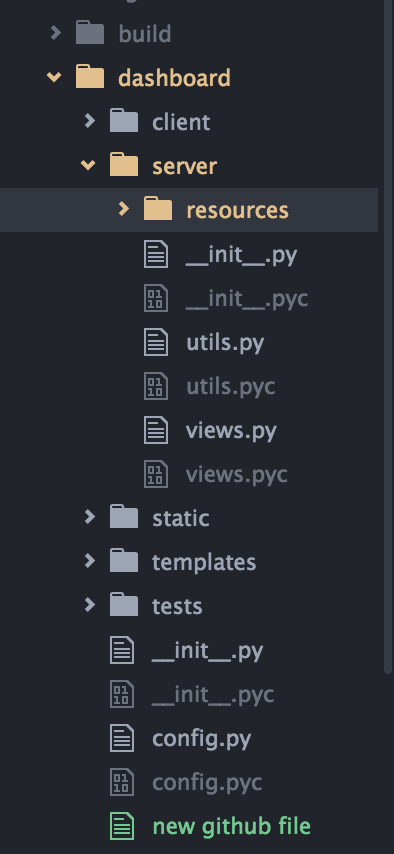 build
dashboard
client
server
resources
__init__.py
__init__.pyc
utils.py
utils.pyc
views.py
views.pyc
static
templates
tests
__init__.py
__init__.pyc
config.py
config.pyc
new github file